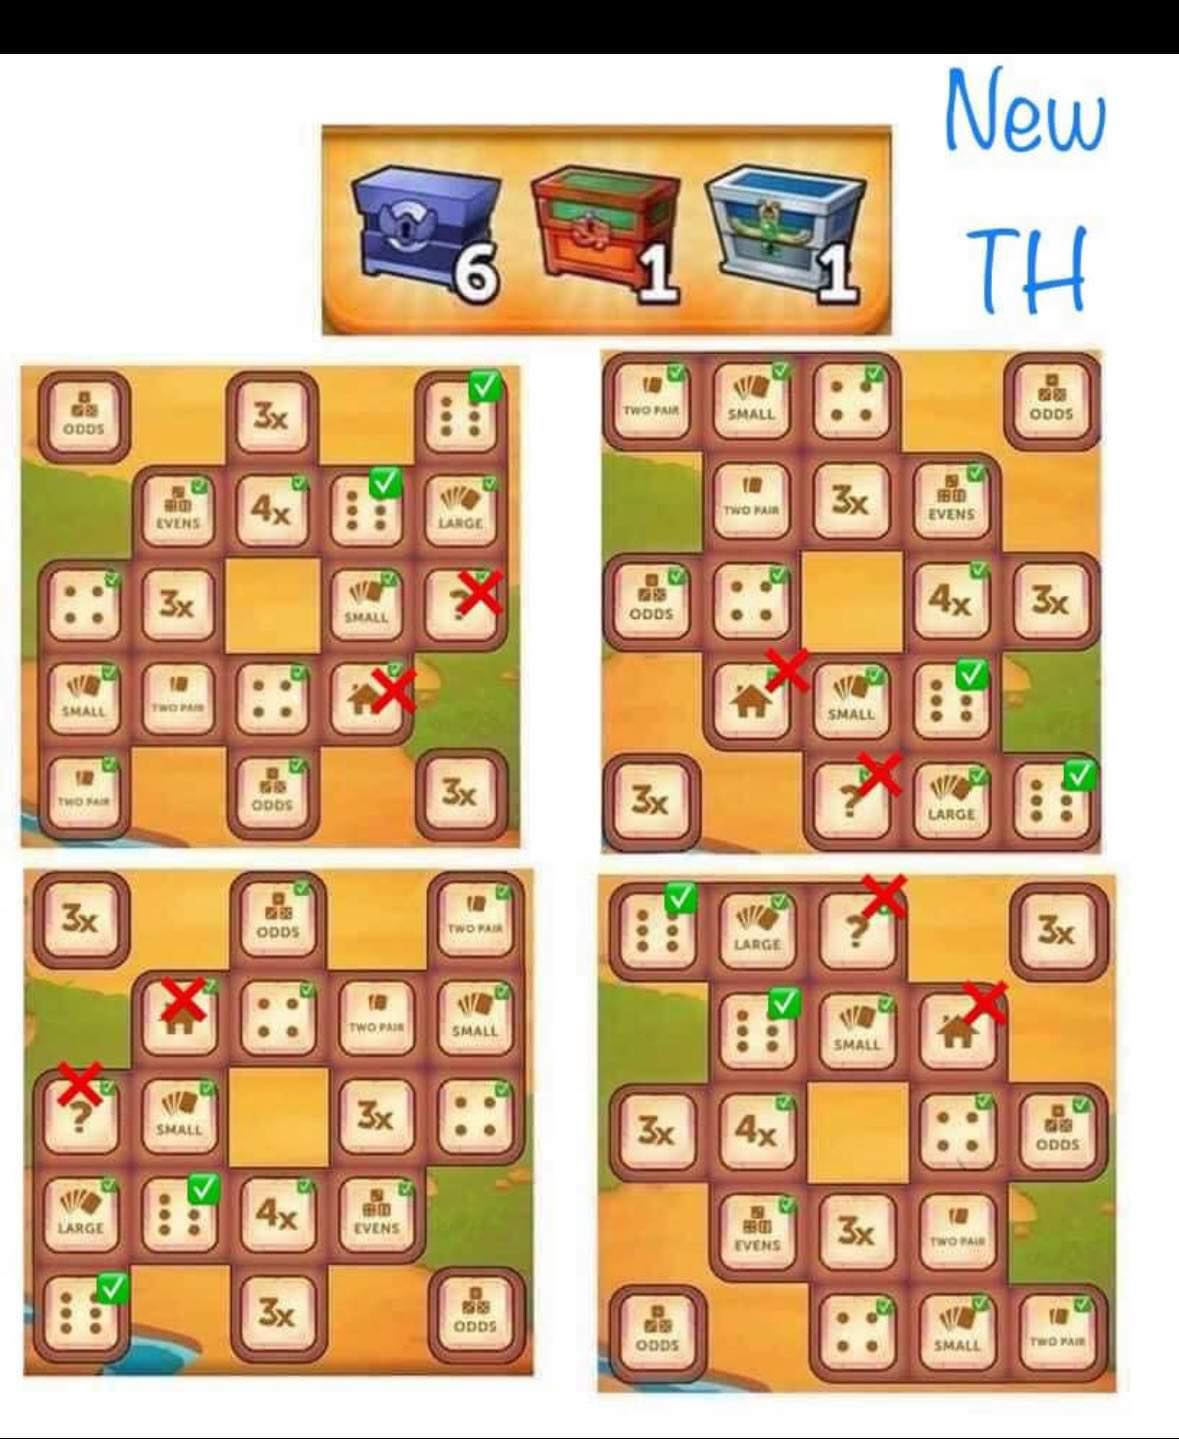 New
TH
6 1 1
ODDS 3x
EVENS 4x LARGE
3x SMALL ?
SMALL TWO PAIR
TWO PAIR ODDS 3x
TWO PAIR SMALL ODDS
TWO PAIR 3x EVENS
ODDS 4x 3x
SMALL
3x ? LARGE
3x ODDS TWO PAIR
TWO PAIR SMALL
? SMALL 3x
LARGE 4x EVENS
3x ODDS
LARGE ? 3x
SMALL
3x 4x ODDS
EVENS 3x TWO PAIR
ODDS SMALL TWO PAIR